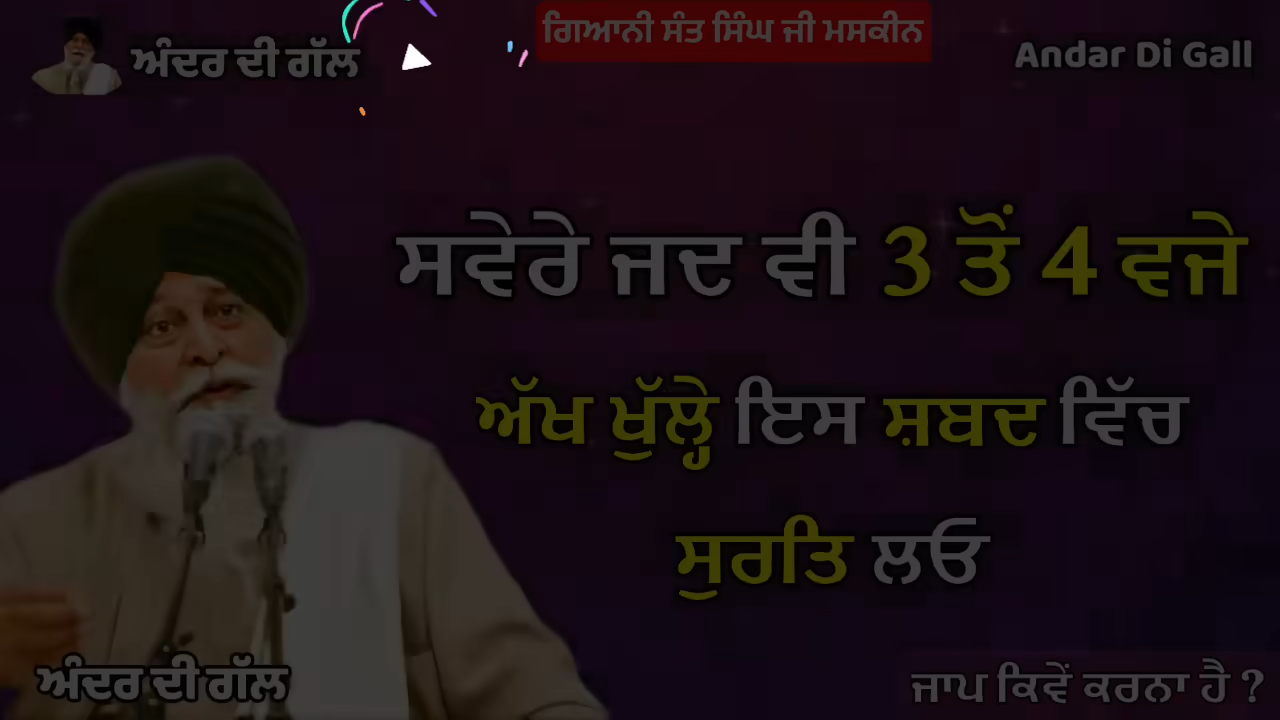 ਗਿਆਨੀ ਸੰਤ ਸਿੰਘ ਜੀ ਮਸਕੀਨ
ਅੰਦਰ ਦੀ ਗੱਲ
Andar Di Gall
ਸਵੇਰੇ ਜਦ ਵੀ 3 ਤੋਂ 4 ਵਜੇ
ਅੱਖ ਖੁੱਲ੍ਹੇ ਇਸ ਸ਼ਬਦ ਵਿੱਚ
ਸੁਰਤਿ ਲਓ
ਅੰਦਰ ਦੀ ਗੱਲ
ਜਾਪ ਕਿਵੇਂ ਕਰਨਾ ਹੈ ?